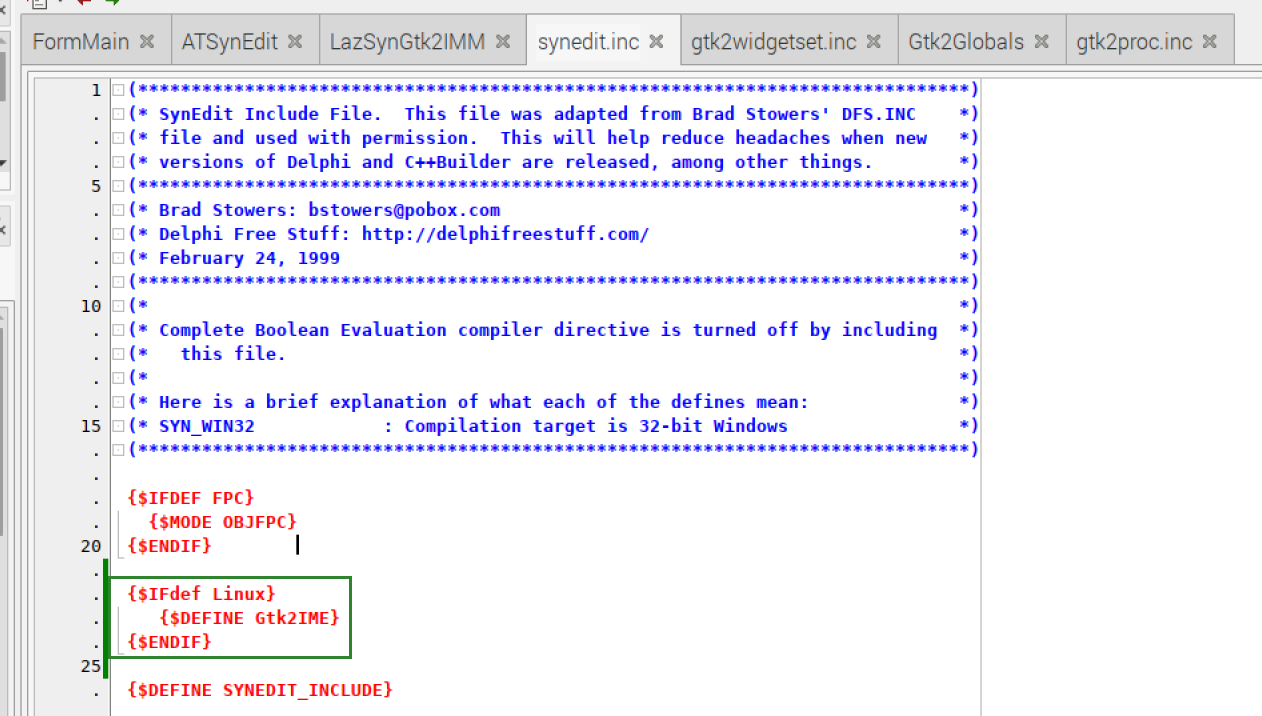 FormMain ATSynEdit LazSynGtk2IMM synedit.inc gtk2widgetset.inc Gtk2Globals gtk2proc.inc
1 (******************************************************************************)
. (* SynEdit Include File.  This file was adapted from Brad Stowers' DFS.INC    *)
. (* file and used with permission.  This will help reduce headaches when new   *)
. (* versions of Delphi and C++Builder are released, among other things.        *)
5 (******************************************************************************)
. (* Brad Stowers: bstowers@pobox.com                                           *)
. (* Delphi Free Stuff: http://delphifreestuff.com/                             *)
. (* February 24, 1999                                                          *)
. (******************************************************************************)
10 (*                                                                            *)
. (* Complete Boolean Evaluation compiler directive is turned off by including  *)
. (*   this file.                                                               *)
. (*                                                                            *)
. (* Here is a brief explanation of what each of the defines mean:              *)
15 (* SYN_WIN32            : Compilation target is 32-bit Windows                *)
. (******************************************************************************)
.
. {$IFDEF FPC}
.   {$MODE OBJFPC}
20 {$ENDIF}
.
. {$IFdef Linux}
.    {$DEFINE Gtk2IME}
. {$ENDIF}
25
. {$DEFINE SYNEDIT_INCLUDE}